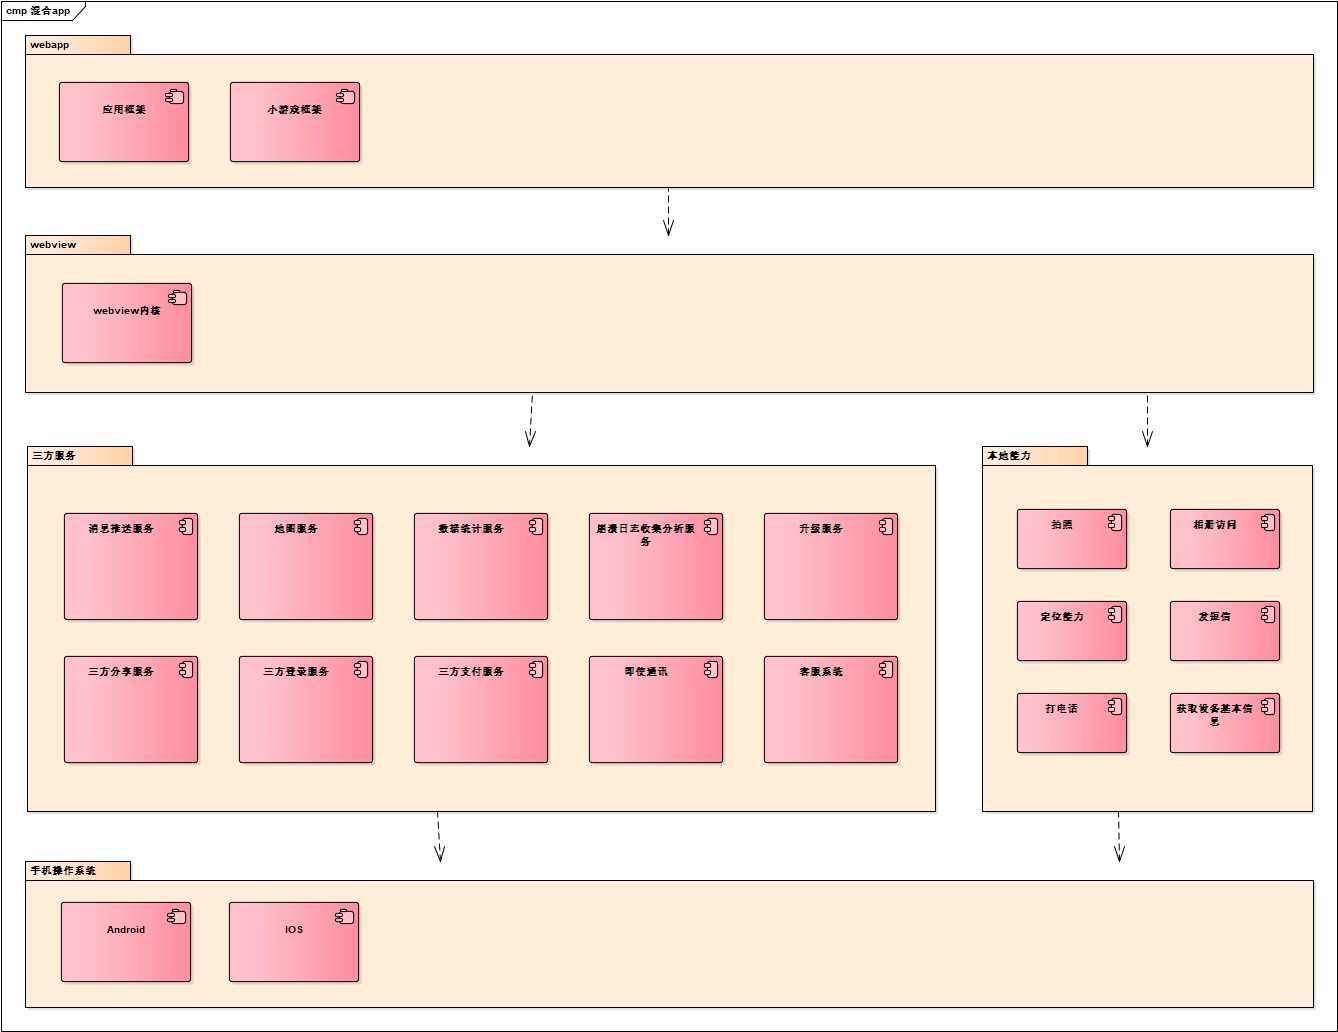 cmp 混合app
webapp
应用框架
小游戏框架
webview
webview内核
三方服务
消息推送服务
地图服务
数据统计服务
崩溃日志收集分析服
务
升级服务
三方分享服务
三方登录服务
三方支付服务
即使通讯
客服系统
本地能力
拍照
相册访问
定位能力
发短信
打电话
获取设备基本信
息
手机操作系统
Android
IOS